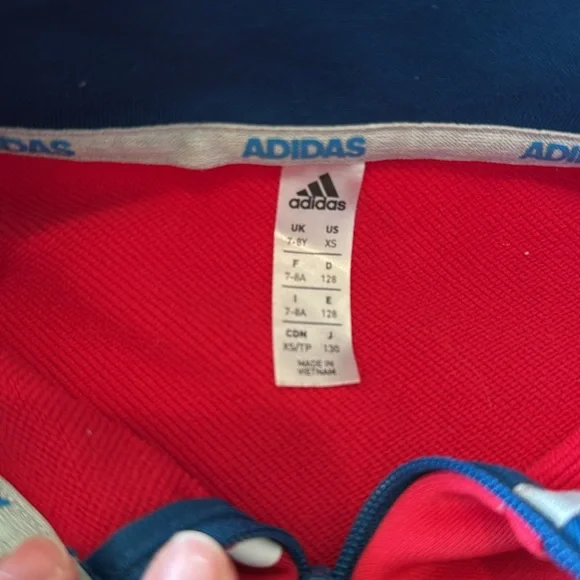 DAS ADIDAS ADI
adidas
UK US
7-8Y XS
F D
7-8A 128
I E
7-8A 128
CDN J
XS/TP 130
MADE IN
VIETNAM